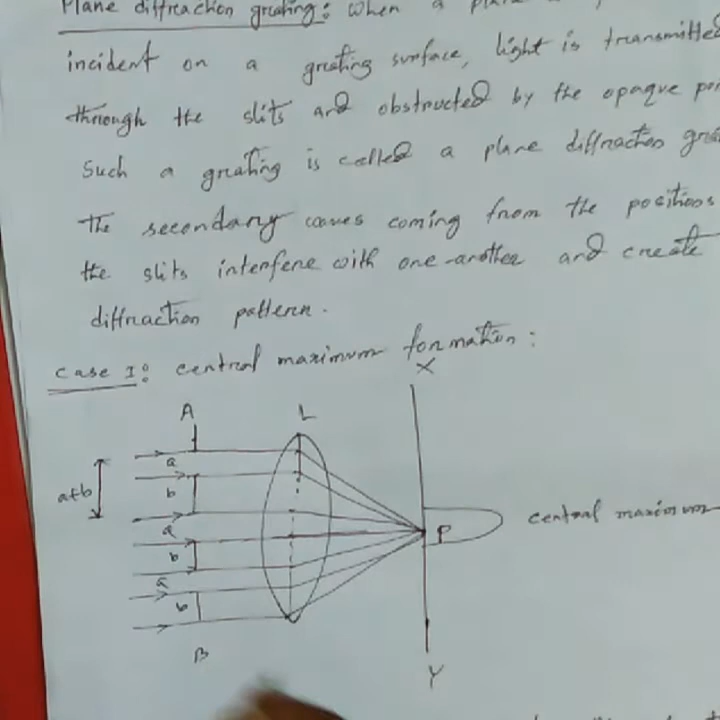 Plane diffraction grating: When a plane
incident on a grating surface, light is transmitted
through the slits and obstructed by the opaque
Such a grating is called a plane diffraction
The secondary waves coming from the positions
the slits interfere with one-another and create
diffraction pattern.
Case I: central maximum formation:
X
A L
a
a+b b
a
b
P central maximum
a
b
B
Y